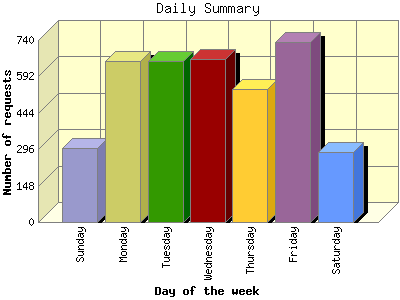 Daily Summary
740
592
444
296
148
0
Number of requests
Sunday
Monday
Tuesday
Wednesday
Thursday
Friday
Saturday
Day of the week